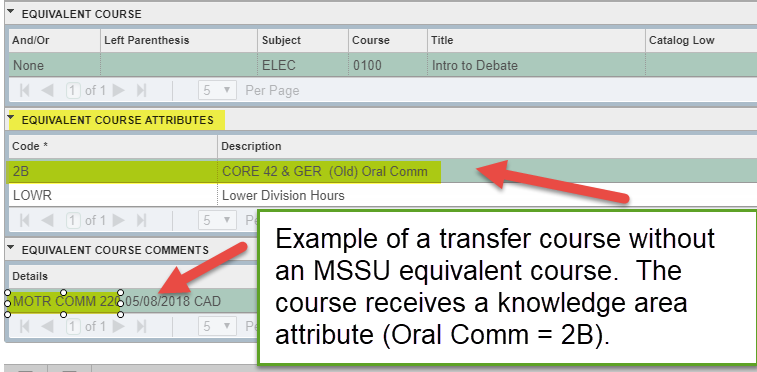 EQUIVALENT COURSE
And/Or Left Parenthesis Subject Course Title Catalog Low
None ELEC 0100 Intro to Debate
1 of 1 5 Per Page
EQUIVALENT COURSE ATTRIBUTES
Code * Description
2B CORE 42 & GER (Old) Oral Comm
LOWR Lower Division Hours
1 of 1 5
EQUIVALENT COURSE COMMENTS
Details
MOTR COMM 220 05/08/2018 CAD
1 of 1 5 Pe
Example of a transfer course without
an MSSU equivalent course. The
course receives a knowledge area
attribute (Oral Comm = 2B).